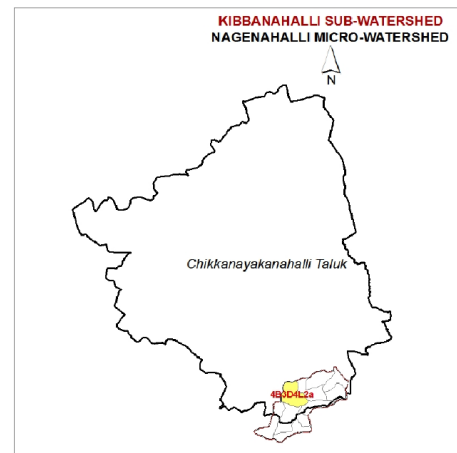 KIBBANAHALLI SUB-WATERSHED
NAGENAHALLI MICRO-WATERSHED
N
Chikkanayakanahalli Taluk
4B3D4L2a